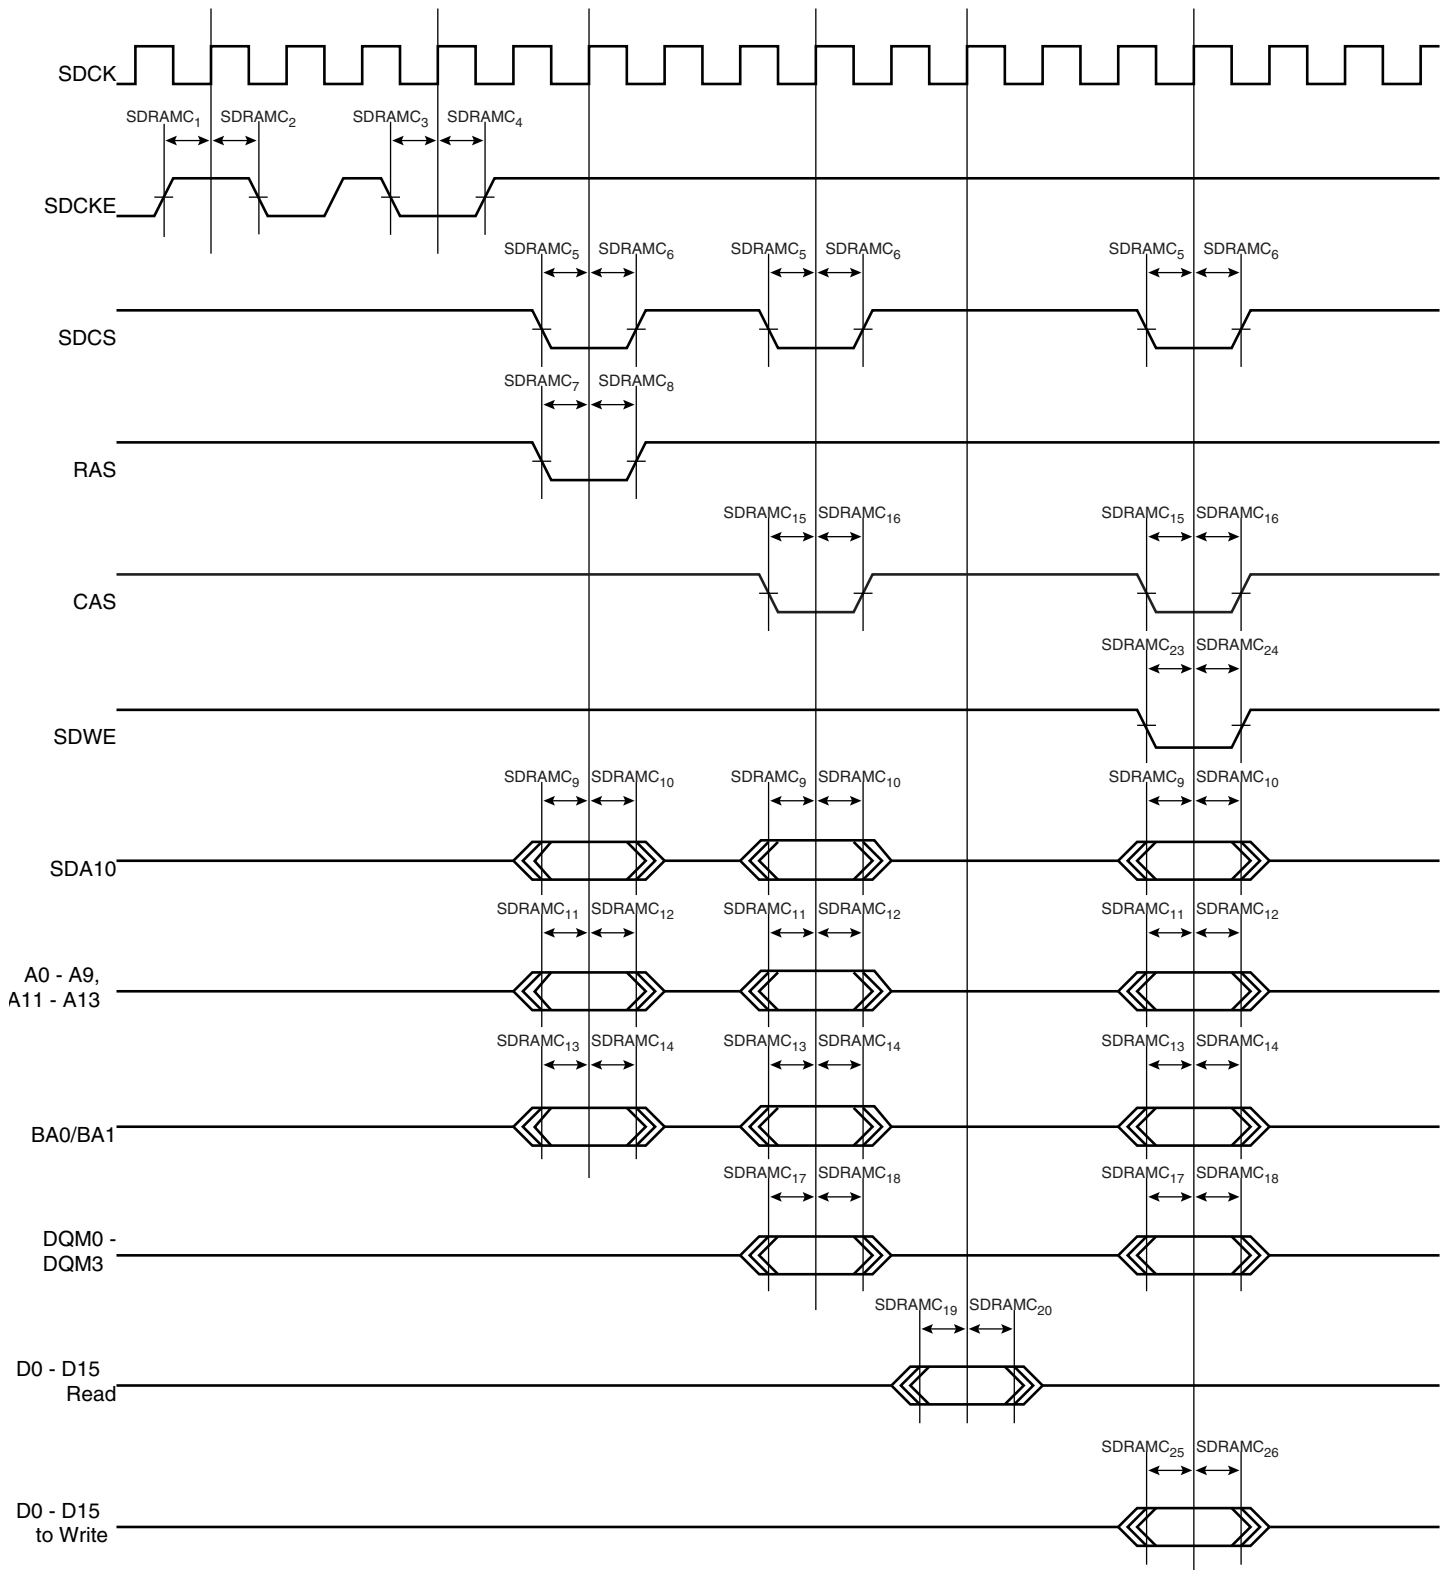 SDCK
SDRAMC1 SDRAMC2 SDRAMC3 SDRAMC4
SDCKE
SDRAMC5 SDRAMC6 SDRAMC5 SDRAMC6 SDRAMC5 SDRAMC6
SDCS
SDRAMC7 SDRAMC8
RAS
SDRAMC15 SDRAMC16 SDRAMC15 SDRAMC16
CAS
SDRAMC23 SDRAMC24
SDWE
SDRAMC9 SDRAMC10 SDRAMC9 SDRAMC10 SDRAMC9 SDRAMC10
SDA10
SDRAMC11 SDRAMC12 SDRAMC11 SDRAMC12 SDRAMC11 SDRAMC12
A0 - A9,
A11 - A13
SDRAMC13 SDRAMC14 SDRAMC13 SDRAMC14 SDRAMC13 SDRAMC14
BA0/BA1
SDRAMC17 SDRAMC18 SDRAMC17 SDRAMC18
DQM0 -
DQM3
SDRAMC19 SDRAMC20
D0 - D15
Read
SDRAMC25 SDRAMC26
D0 - D15
to Write